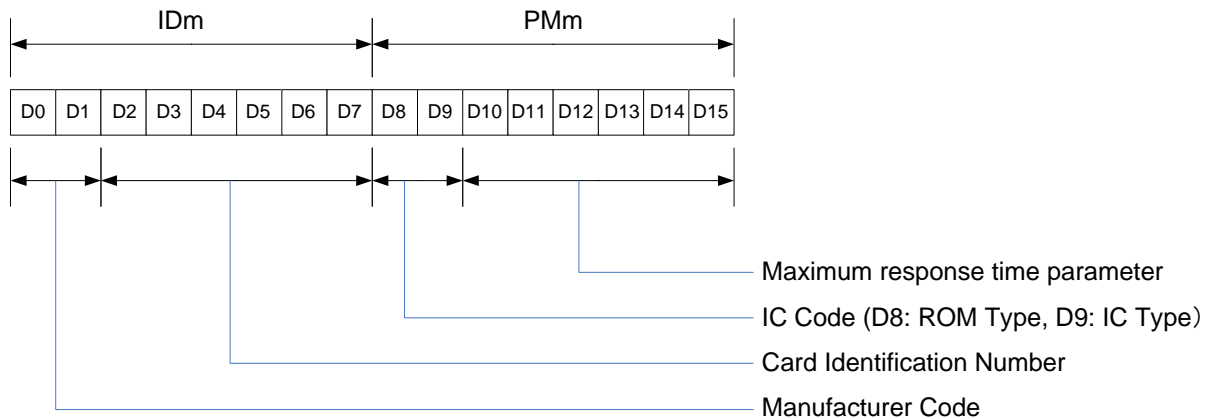 IDm PMm
D0 D1 D2 D3 D4 D5 D6 D7 D8 D9 D10 D11 D12 D13 D14 D15
Maximum response time parameter
IC Code (D8: ROM Type, D9: IC Type）
Card Identification Number
Manufacturer Code